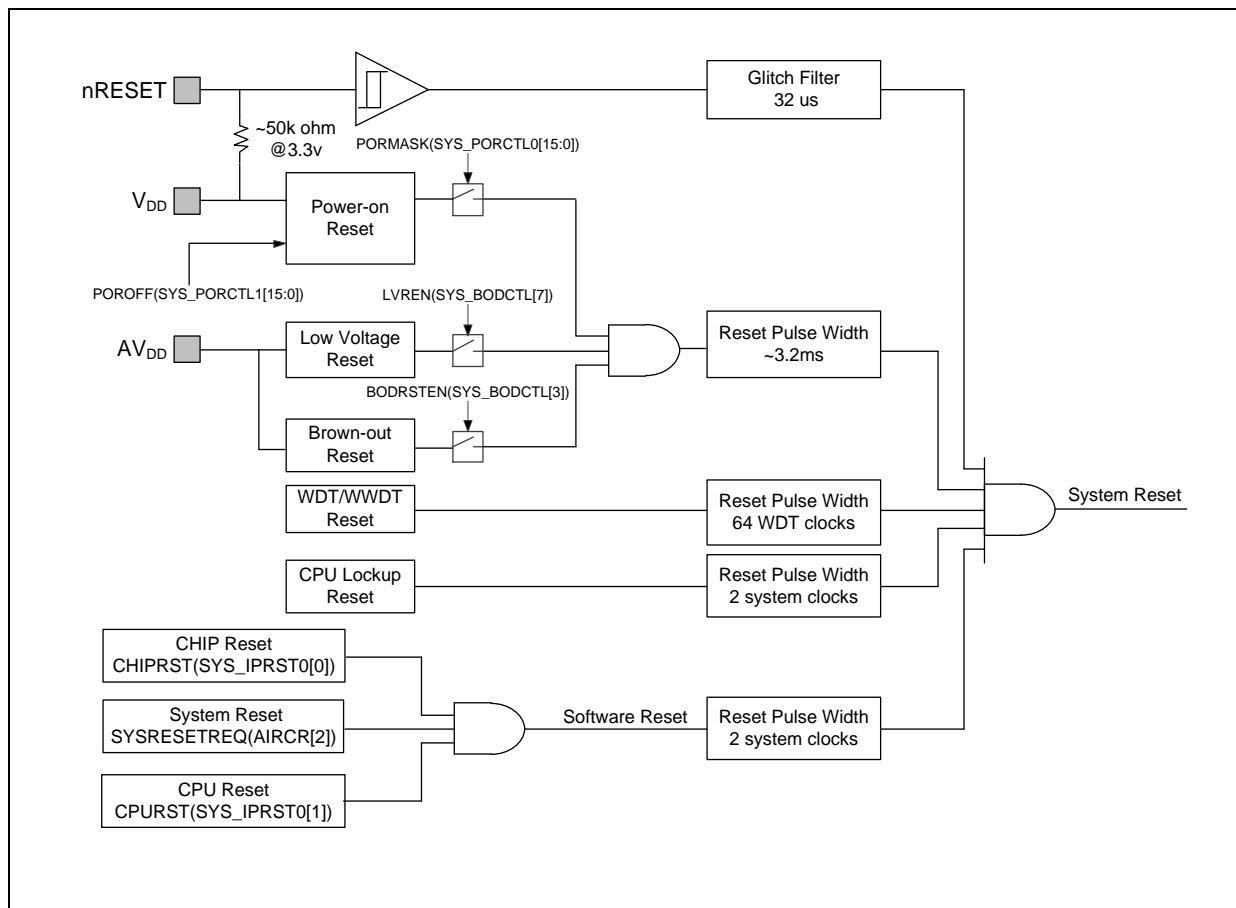 nRESET
Glitch Filter
32 us
~50k ohm
@3.3v
PORMASK(SYS_PORCTL0[15:0])
VDD
Power-on
Reset
POROFF(SYS_PORCTL1[15:0])
LVREN(SYS_BODCTL[7])
AVDD
Low Voltage
Reset
Reset Pulse Width
~3.2ms
BODRSTEN(SYS_BODCTL[3])
Brown-out
Reset
WDT/WWDT
Reset
Reset Pulse Width
64 WDT clocks
System Reset
CPU Lockup
Reset
Reset Pulse Width
2 system clocks
CHIP Reset
CHIPRST(SYS_IPRST0[0])
System Reset
SYSRESETREQ(AIRCR[2])
Software Reset
Reset Pulse Width
2 system clocks
CPU Reset
CPURST(SYS_IPRST0[1])